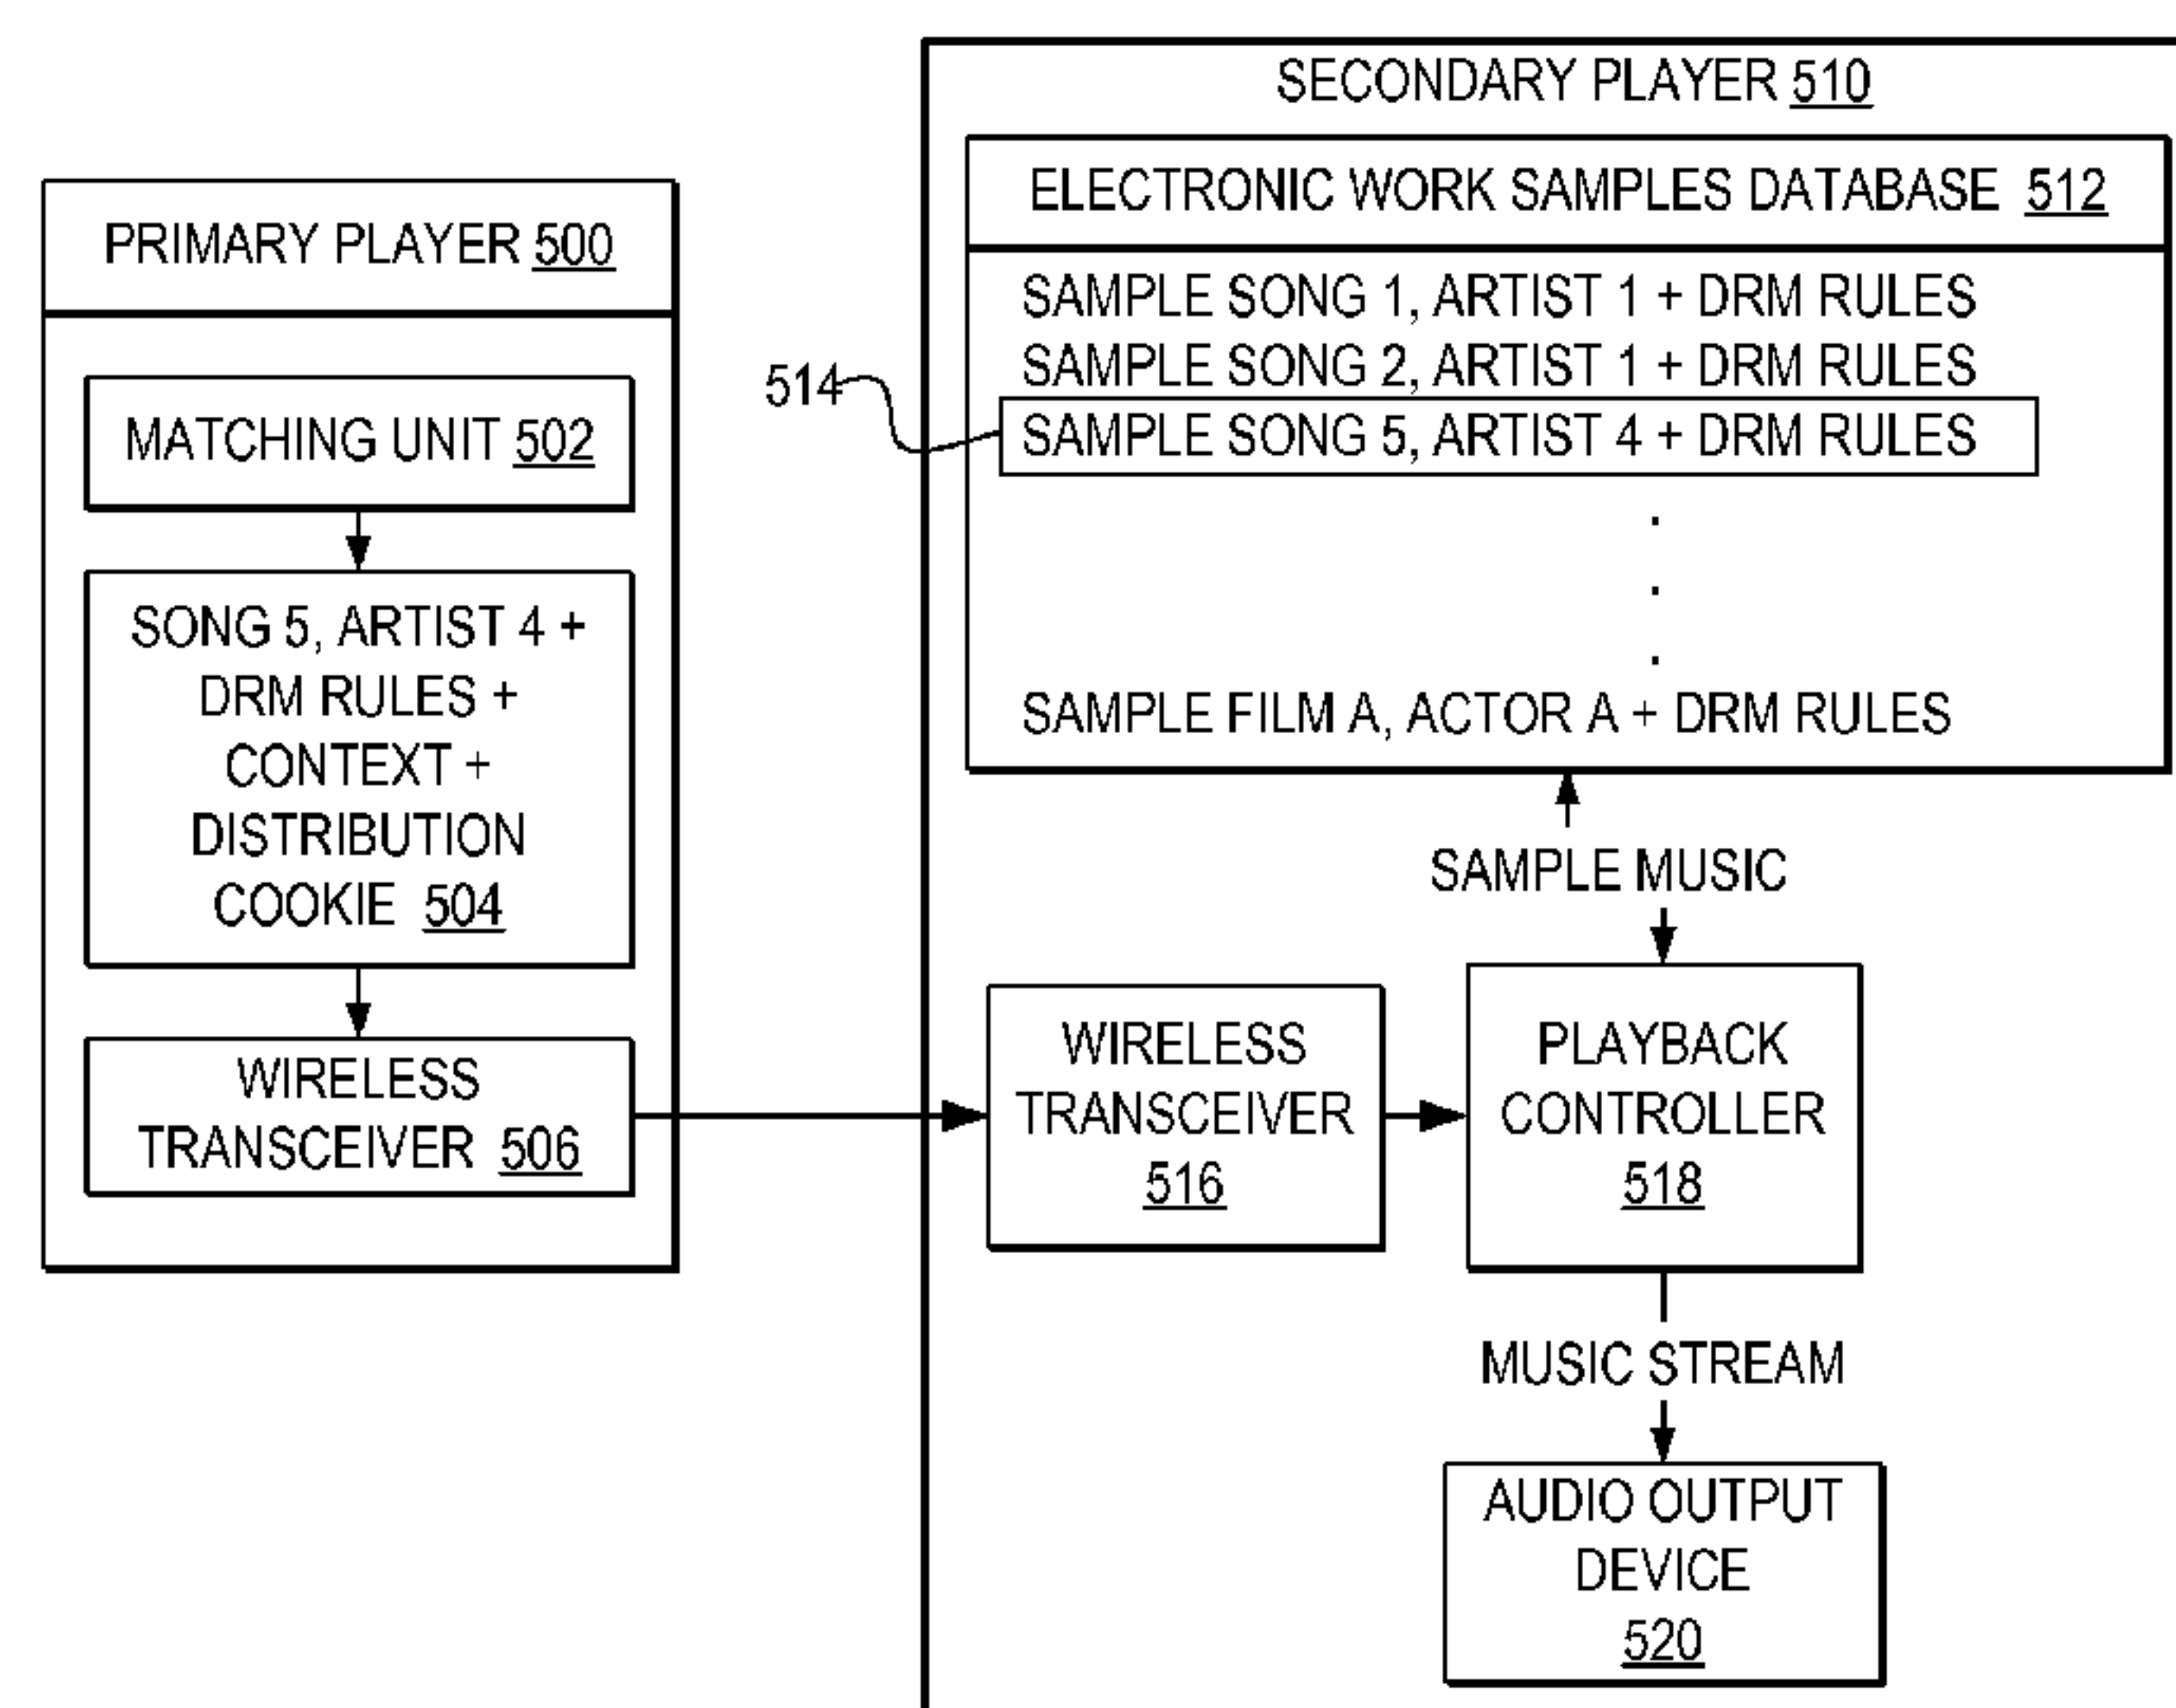 PRIMARY PLAYER 500
MATCHING UNIT 502
SONG 5, ARTIST 4 +
DRM RULES +
CONTEXT +
DISTRIBUTION
COOKIE 504
WIRELESS
TRANSCEIVER 506
SECONDARY PLAYER 510
ELECTRONIC WORK SAMPLES DATABASE 512
SAMPLE SONG 1, ARTIST 1 + DRM RULES
SAMPLE SONG 2, ARTIST 1 + DRM RULES
514
SAMPLE SONG 5, ARTIST 4 + DRM RULES
.
.
.
SAMPLE FILM A, ACTOR A + DRM RULES
SAMPLE MUSIC
WIRELESS
TRANSCEIVER
516
PLAYBACK
CONTROLLER
518
MUSIC STREAM
AUDIO OUTPUT
DEVICE
520